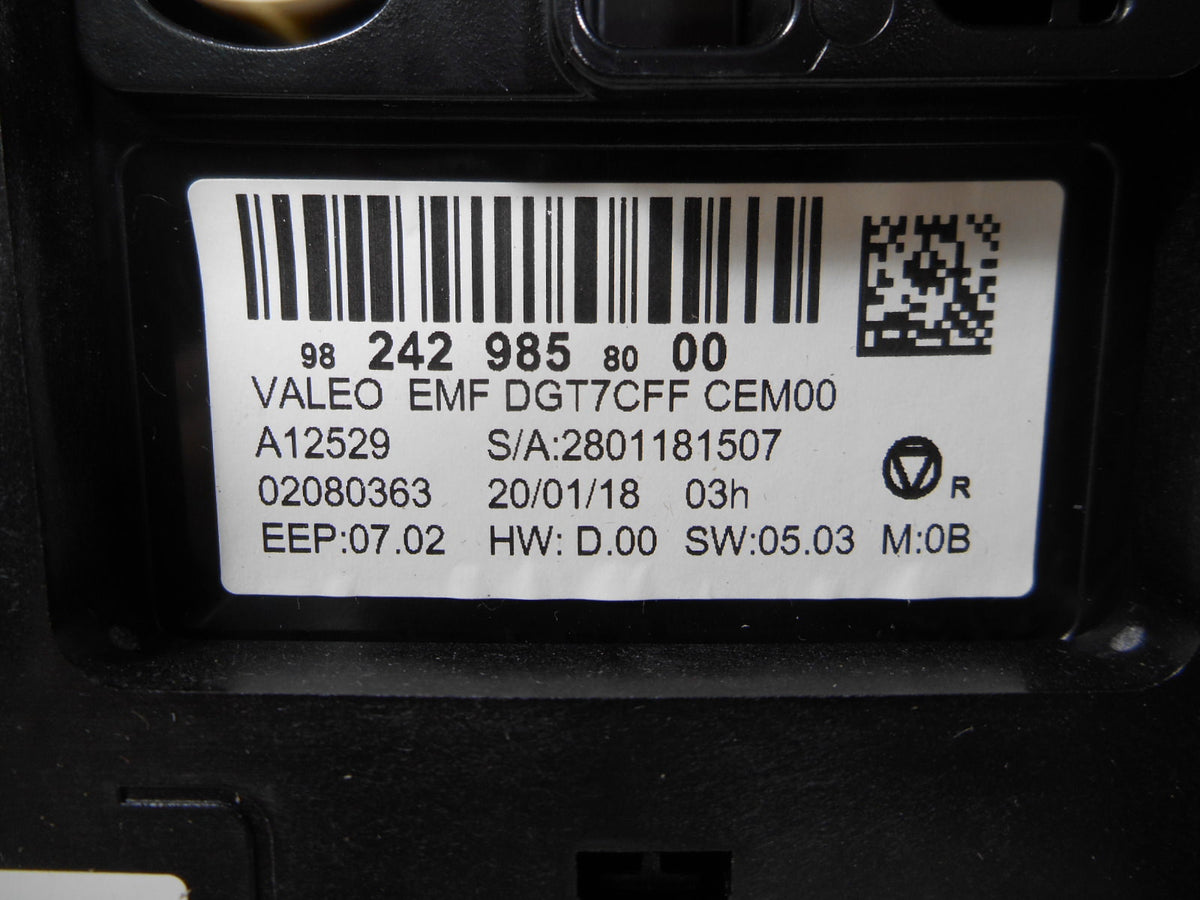 98 242 985 80 00
VALEO EMF DGT7CFF CEM00
A12529 S/A:2801181507
02080363 20/01/18 03h R
EEP:07.02 HW: D.00 SW:05.03 M:0B